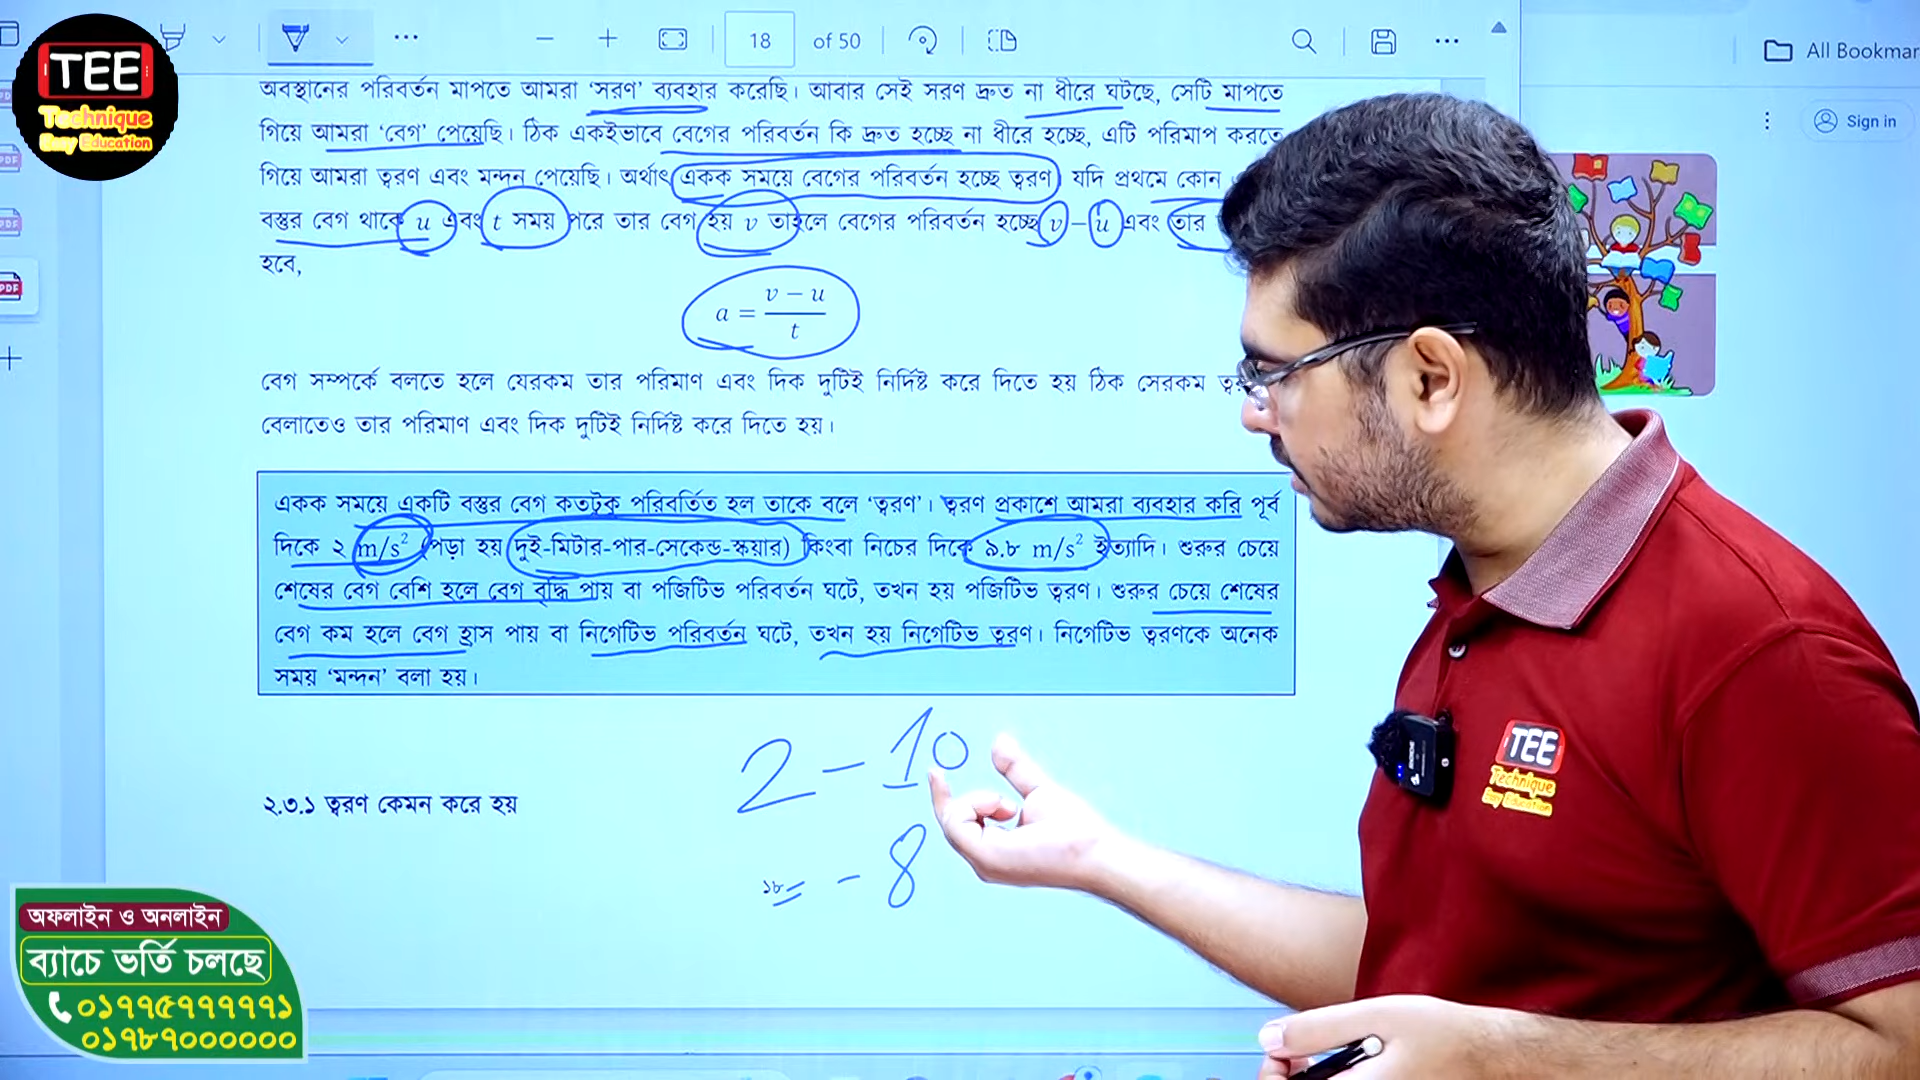 TEE
Technique
Easy Education
18 of 50
All Bookmar
Sign in
অবস্থানের পরিবর্তন মাপতে আমরা ‘সরণ’ ব্যবহার করেছি। আবার সেই সরণ দ্রুত না ধীরে ঘটছে, সেটি মাপতে
গিয়ে আমরা ‘বেগ’ পেয়েছি। ঠিক একইভাবে বেগের পরিবর্তন কি দ্রুত হচ্ছে না ধীরে হচ্ছে, এটি পরিমাপ করতে
গিয়ে আমরা ত্বরণ এবং মন্দন পেয়েছি। অর্থাৎ একক সময়ে বেগের পরিবর্তন হচ্ছে ত্বরণ যদি প্রথমে কোন
বস্তুর বেগ থাকে u এবং t সময় পরে তার বেগ হয় v তাহলে বেগের পরিবর্তন হচ্ছে v – u এবং তার
হবে,
a = v – u / t
বেগ সম্পর্কে বলতে হলে যেরকম তার পরিমাণ এবং দিক দুটিই নির্দিষ্ট করে দিতে হয় ঠিক সেরকম
বেলাতেও তার পরিমাণ এবং দিক দুটিই নির্দিষ্ট করে দিতে হয়।
একক সময়ে একটি বস্তুর বেগ কতটুকু পরিবর্তিত হল তাকে বলে ‘ত্বরণ’। ত্বরণ প্রকাশে আমরা ব্যবহার করি পূর্ব
দিকে ২ m/s² (পড়া হয় দুই-মিটার-পার-সেকেন্ড-স্কয়ার) কিংবা নিচের দিকে ৯.৮ m/s² ইত্যাদি। শুরুর চেয়ে
শেষের বেগ বেশি হলে বেগ বৃদ্ধি পায় বা পজিটিভ পরিবর্তন ঘটে, তখন হয় পজিটিভ ত্বরণ। শুরুর চেয়ে শেষের
বেগ কম হলে বেগ হ্রাস পায় বা নিগেটিভ পরিবর্তন ঘটে, তখন হয় নিগেটিভ ত্বরণ। নিগেটিভ ত্বরণকে অনেক
সময় ‘মন্দন’ বলা হয়।
2 – 10
২.৩.১ ত্বরণ কেমন করে হয়
= – 8
১৮
TEE
Technique
Easy Education
অফলাইন ও অনলাইন
ব্যাচে ভর্তি চলছে
০১৭৭৫৭৭৭৭৭১
০১৭৮৭০০০০০০